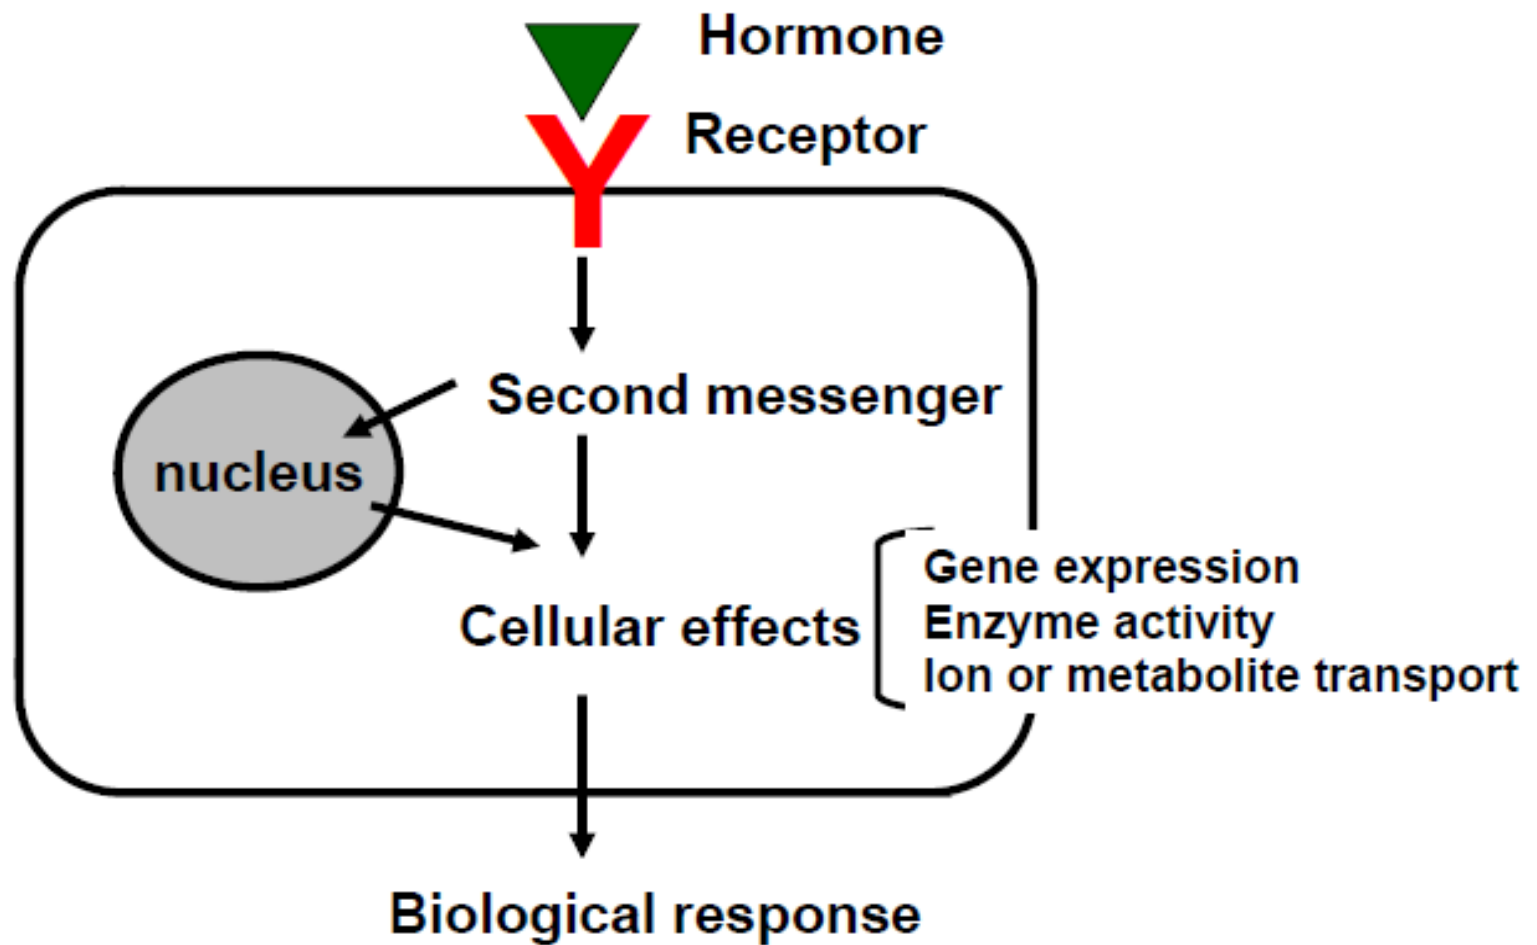 Hormone
Receptor
Second messenger
nucleus
Cellular effects
Gene expression
Enzyme activity
Ion or metabolite transport
Biological response